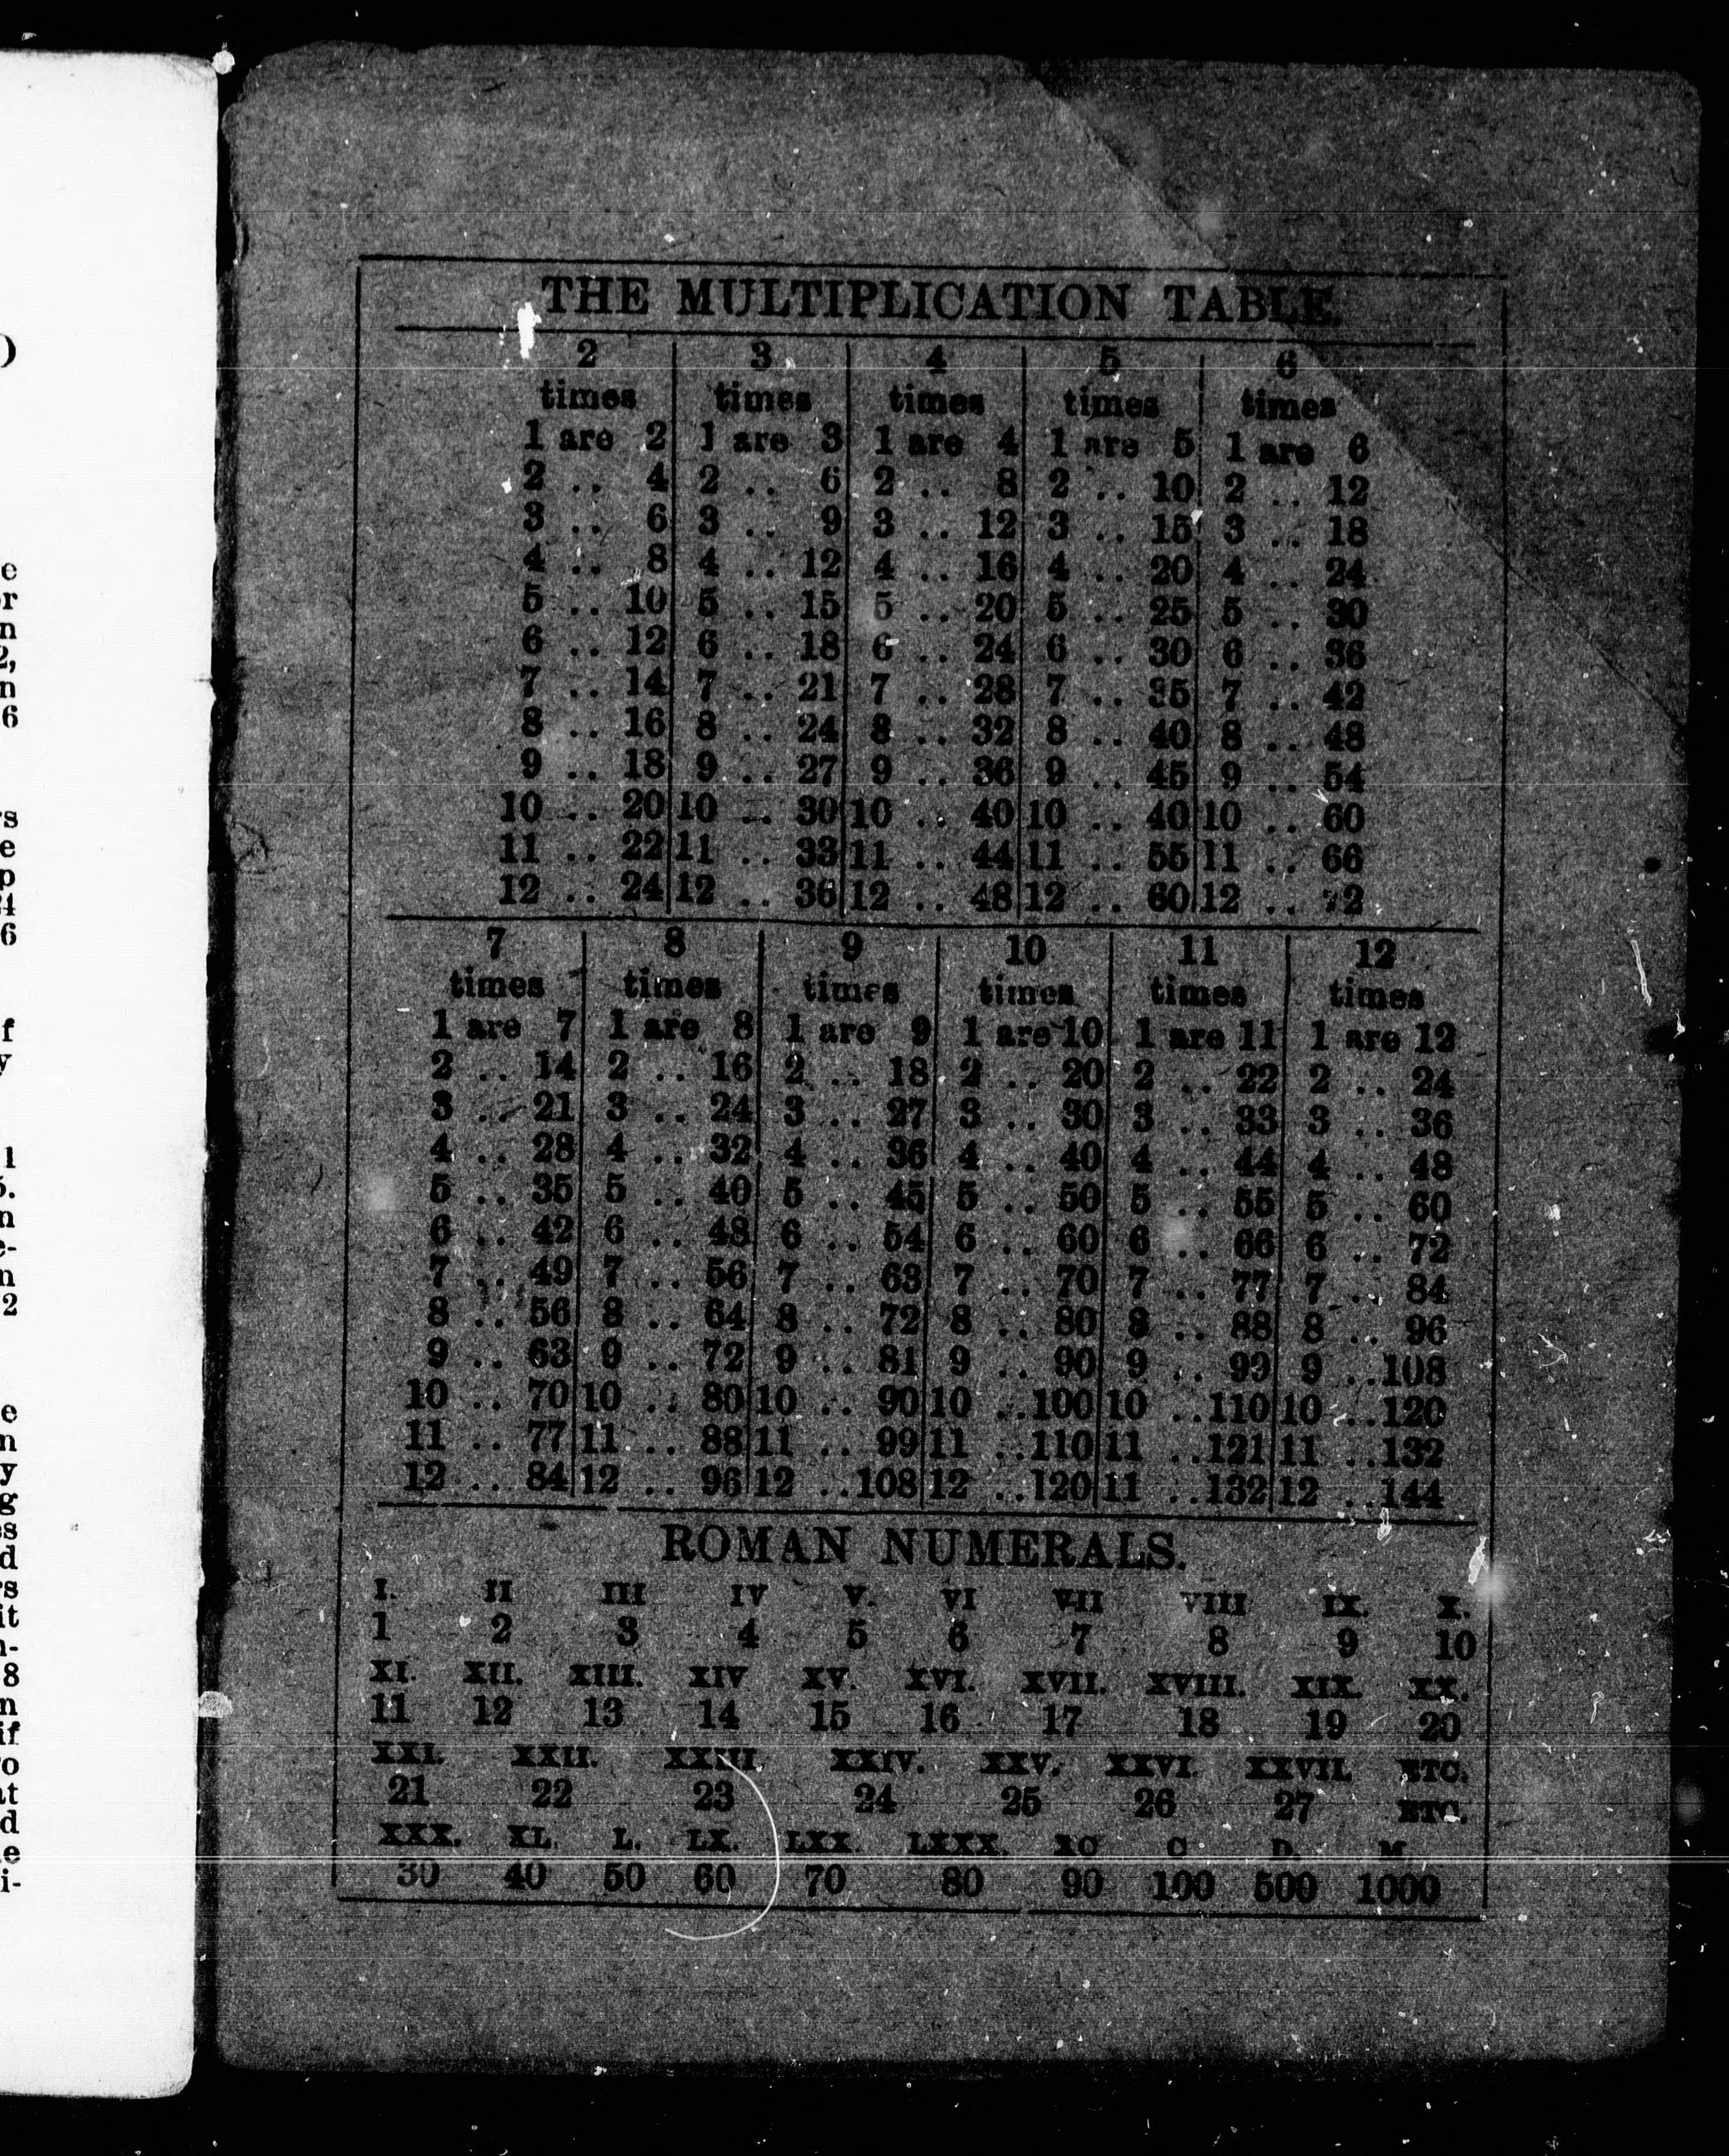 THE MULTIPLICATION TABLE.
2 3 4 5 6
times times times times times
1 are 2 1 are 3 1 are 4 1 are 5 1 are 6
2 .. 4 2 .. 6 2 .. 8 2 .. 10 2 .. 12
3 .. 6 3 .. 9 3 .. 12 3 .. 15 3 .. 18
4 .. 8 4 .. 12 4 .. 16 4 .. 20 4 .. 24
5 .. 10 5 .. 15 5 .. 20 5 .. 25 5 .. 30
6 .. 12 6 .. 18 6 .. 24 6 .. 30 6 .. 36
7 .. 14 7 .. 21 7 .. 28 7 .. 35 7 .. 42
8 .. 16 8 .. 24 8 .. 32 8 .. 40 8 .. 48
9 .. 18 9 .. 27 9 .. 36 9 .. 45 9 .. 54
10 .. 20 10 .. 30 10 .. 40 10 .. 40 10 .. 60
11 .. 22 11 .. 33 11 .. 44 11 .. 55 11 .. 66
12 .. 24 12 .. 36 12 .. 48 12 .. 60 12 .. 72
7 8 9 10 11 12
times times times times times times
1 are 7 1 are 8 1 are 9 1 are 10 1 are 11 1 are 12
2 .. 14 2 .. 16 2 .. 18 2 .. 20 2 .. 22 2 .. 24
3 .. 21 3 .. 24 3 .. 27 3 .. 30 3 .. 33 3 .. 36
4 .. 28 4 .. 32 4 .. 36 4 .. 40 4 .. 44 4 .. 48
5 .. 35 5 .. 40 5 .. 45 5 .. 50 5 .. 55 5 .. 60
6 .. 42 6 .. 48 6 .. 54 6 .. 60 6 .. 66 6 .. 72
7 .. 49 7 .. 56 7 .. 63 7 .. 70 7 .. 77 7 .. 84
8 .. 56 8 .. 64 8 .. 72 8 .. 80 8 .. 88 8 .. 96
9 .. 63 9 .. 72 9 .. 81 9 .. 90 9 .. 99 9 .. 108
10 .. 70 10 .. 80 10 .. 90 10 .. 100 10 .. 110 10 .. 120
11 .. 77 11 .. 88 11 .. 99 11 .. 110 11 .. 121 11 .. 132
12 .. 84 12 .. 96 12 .. 108 12 .. 120 11 .. 132 12 .. 144
ROMAN NUMERALS.
I. II III IV V. VI VII VIII IX. X.
1 2 3 4 5 6 7 8 9 10
XI. XII. XIII. XIV XV. XVI. XVII. XVIII. XIX. XX.
11 12 13 14 15 16 17 18 19 20
XXI. XXII. XXIII. XXIV. XXV. XXVI. XXVII. ETC.
21 22 23 24 25 26 27 ETC.
XXX. XL. L. LX. LXX. LXXX. XC C D. M
30 40 50 60 70 80 90 100 500 1000